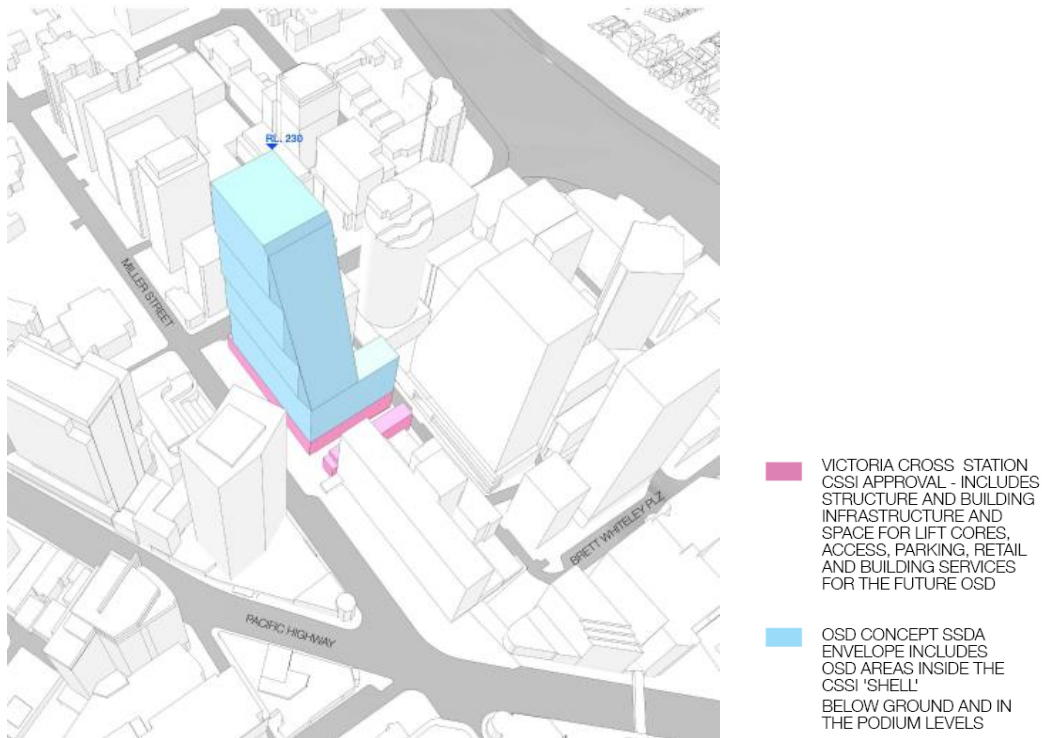 RL. 230
MILLER STREET
BRETT WHITELEY PLZ
PACIFIC HIGHWAY
VICTORIA CROSS STATION
CSSI APPROVAL - INCLUDES
STRUCTURE AND BUILDING
INFRASTRUCTURE AND
SPACE FOR LIFT CORES,
ACCESS, PARKING, RETAIL
AND BUILDING SERVICES
FOR THE FUTURE OSD
OSD CONCEPT SSDA
ENVELOPE INCLUDES
OSD AREAS INSIDE THE
CSSI 'SHELL'
BELOW GROUND AND IN
THE PODIUM LEVELS